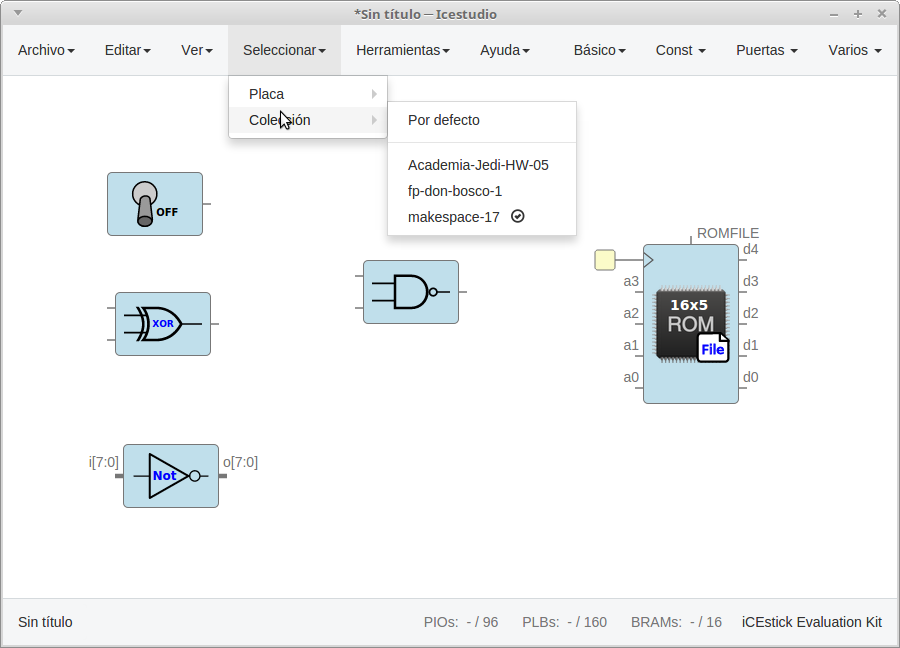 *Sin título — Icestudio
Archivo Editar Ver Seleccionar Herramientas Ayuda Básico Const Puertas Varios
Placa
Colección
Por defecto
Academia-Jedi-HW-05
fp-don-bosco-1
makespace-17
OFF
XOR
i[7:0] Not o[7:0]
ROMFILE
d4
a3 d3
16x5
a2 ROM d2
a1 File d1
a0 d0
Sin título PIOs: - / 96 PLBs: - / 160 BRAMs: - / 16 iCEstick Evaluation Kit